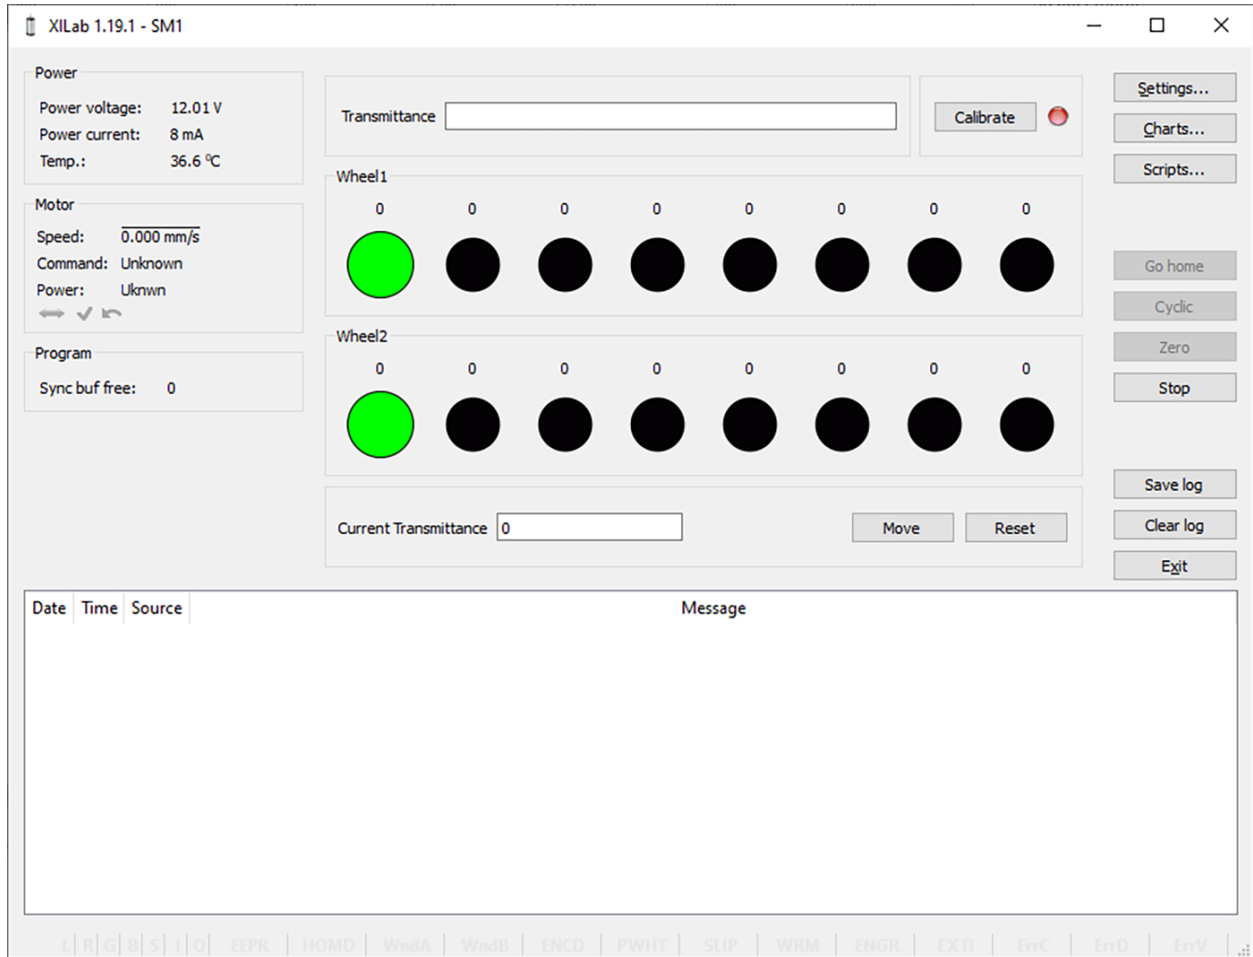 XILab 1.19.1 - SM1
Power
Power voltage: 12.01 V
Power current: 8 mA
Temp.: 36.6 ⁰C
Motor
Speed: 0.000 mm/s
Command: Unknown
Power: Uknwn
Program
Sync buf free: 0
Transmittance
Calibrate
Wheel1
0 0 0 0 0 0 0 0
Wheel2
0 0 0 0 0 0 0 0
Current Transmittance 0
Move Reset
Settings...
Charts...
Scripts...
Go home
Cyclic
Zero
Stop
Save log
Clear log
Exit
Date Time Source Message
L R G B S I O EEPR HOMD WndA WndB ENCD PWHT SLIP WRM ENGR EXTi ErrC ErrD ErrV